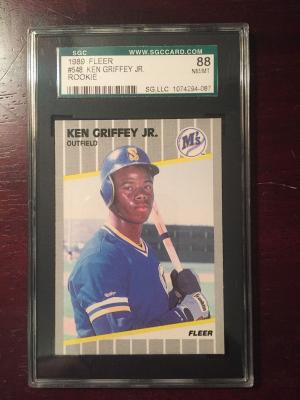 SGC WWW.SGCCARD.COM
1989 FLEER 88
#548 KEN GRIFFEY JR. NM/MT
ROOKIE
SG, LLC 1074294-087
KEN GRIFFEY JR.
OUTFIELD
M's
S
FLEER